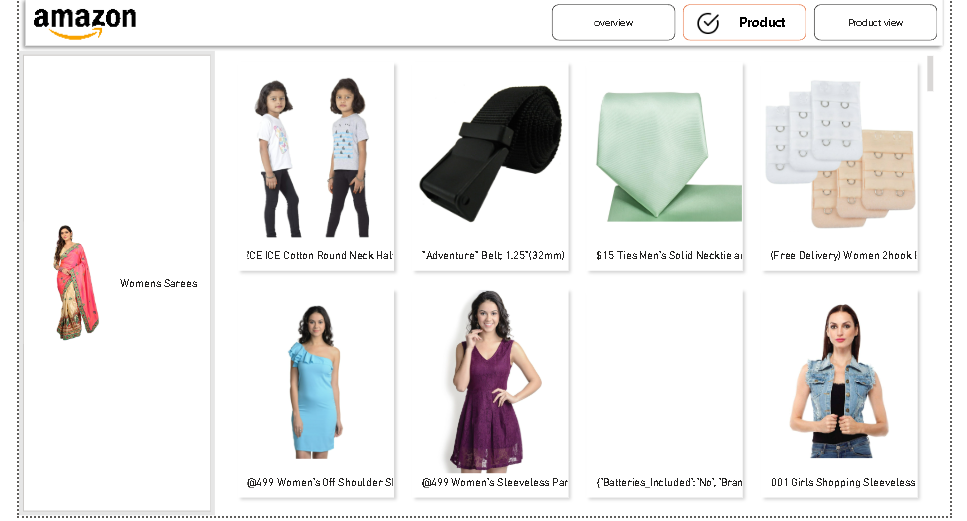 amazon
overview
Product
Product view
Womens Sarees
?CE ICE Cotton Round Neck Hal
"Adventure" Belt; 1.25"(32mm)
$15 Ties Men's Solid Necktie a
(Free Delivery) Women 2hook
@499 Women's Off Shoulder S
@499 Women's Sleeveless Par
{"Batteries_Included":"No", "Bran
001 Girls Shopping Sleeveless